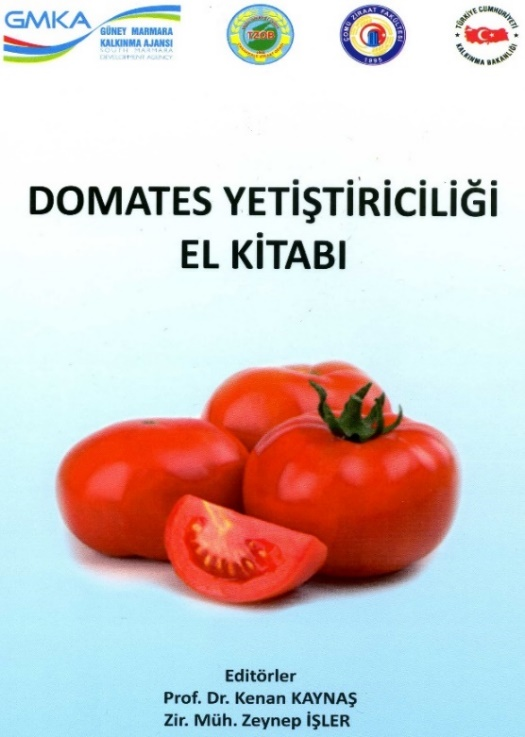 GMKA
GÜNEY MARMARA
KALKINMA AJANSI
SOUTH MARMARA
DEVELOPMENT AGENCY
TZOB
ÇOMÜ ZİRAAT FAKÜLTESİ
1995
TÜRKİYE CUMHURİYETİ
KALKINMA BAKANLIĞI
DOMATES YETİŞTİRİCİLİĞİ
EL KİTABI
Editörler
Prof. Dr. Kenan KAYNAŞ
Zir. Müh. Zeynep İŞLER